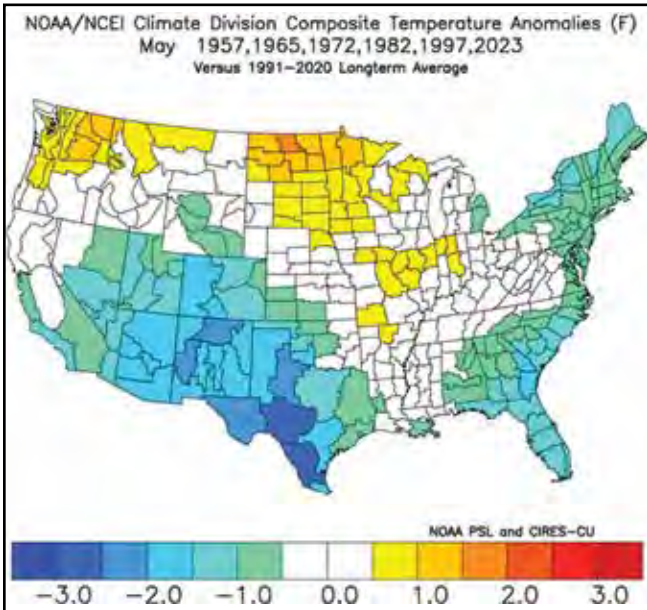 NOAA/NCEI Climate Division Composite Temperature Anomalies (F)
May 1957,1965,1972,1982,1997,2023
Versus 1991-2020 Longterm Average
NOAA PSL and CIRES-CU
-3.0 -2.0 -1.0 0.0 1.0 2.0 3.0